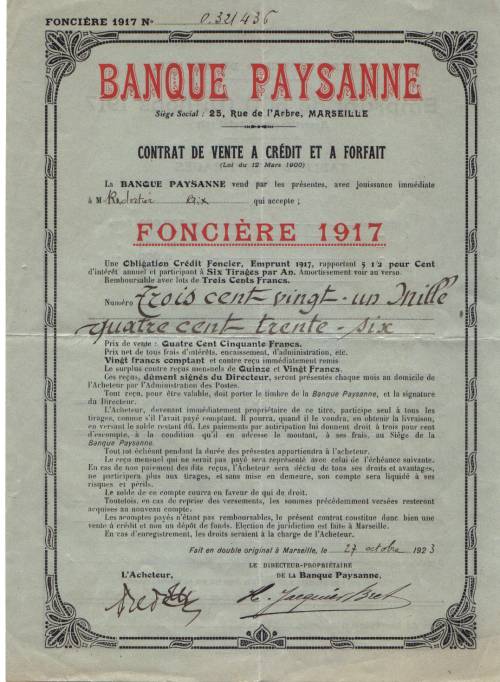 FONCIÈRE 1917 No 0.321436
BANQUE PAYSANNE
Siège Social : 25, Rue de l'Arbre, MARSEILLE
CONTRAT DE VENTE A CRÉDIT ET A FORFAIT
(Loi du 12 Mars 1900)
La BANQUE PAYSANNE vend par les présentes, avec jouissance immédiate
à M. Redortier qui accepte ;
FONCIÈRE 1917
Une Obligation Crédit Foncier, Emprunt 1917, rapportant 5 1/2 pour Cent
d'intérêt annuel et participant à Six Tirages par An. Amortissement voir au verso.
Remboursable avec lots de Trois Cents Francs.
Numéro Trois cent vingt-un Mille
quatre cent trente-six
Prix de vente : Quatre Cent Cinquante Francs.
Prix net de tous frais d'intérêts, encaissement, d'administration, etc.
Vingt francs comptant et contre reçu immédiatement remis.
Le surplus contre reçus mensuels de Quinze et Vingt Francs.
Ces reçus, dûment signés du Directeur, seront présentés chaque mois au domicile de
l'Acheteur par l'Administration des Postes.
Tout reçu, pour être valable, doit porter le timbre de la Banque Paysanne, et la signature
du Directeur.
L'Acheteur, devenant immédiatement propriétaire de ce titre, participe seul à tous les
tirages, comme s'il l'avait payé comptant. Il pourra, quand il le voudra, en obtenir la livraison,
en versant le solde restant dû. Les paiements par anticipation lui donnent droit à trois pour cent
d'escompte, à la condition qu'il en adresse le montant, à ses frais, au Siège de la
Banque Paysanne.
Tout lot échéant pendant la durée des présentes appartiendra à l'acheteur.
Le reçu mensuel qui ne serait pas payé sera représenté avec celui de l'échéance suivante.
En cas de non paiement des dits reçus, l'Acheteur sera déchu de tous ses droits et avantages,
ne participera plus aux tirages, et sans mise en demeure, son compte sera liquidé à ses
risques et périls.
Le solde de ce compte courra en faveur de qui de droit.
Toutefois, en cas de reprise des versements, les sommes précédemment versées resteront
acquises au nouveau compte.
Les acomptes payés n'étant pas remboursables, le présent contrat constitue donc bien une
vente à crédit et non un dépôt de fonds. Election de juridiction est faite à Marseille.
En cas d'enregistrement, les droits seraient à la charge de l'Acheteur.
Fait en double original à Marseille, le 27 octobre 1923
LE DIRECTEUR-PROPRIÉTAIRE
L'Acheteur, DE LA Banque Paysanne,